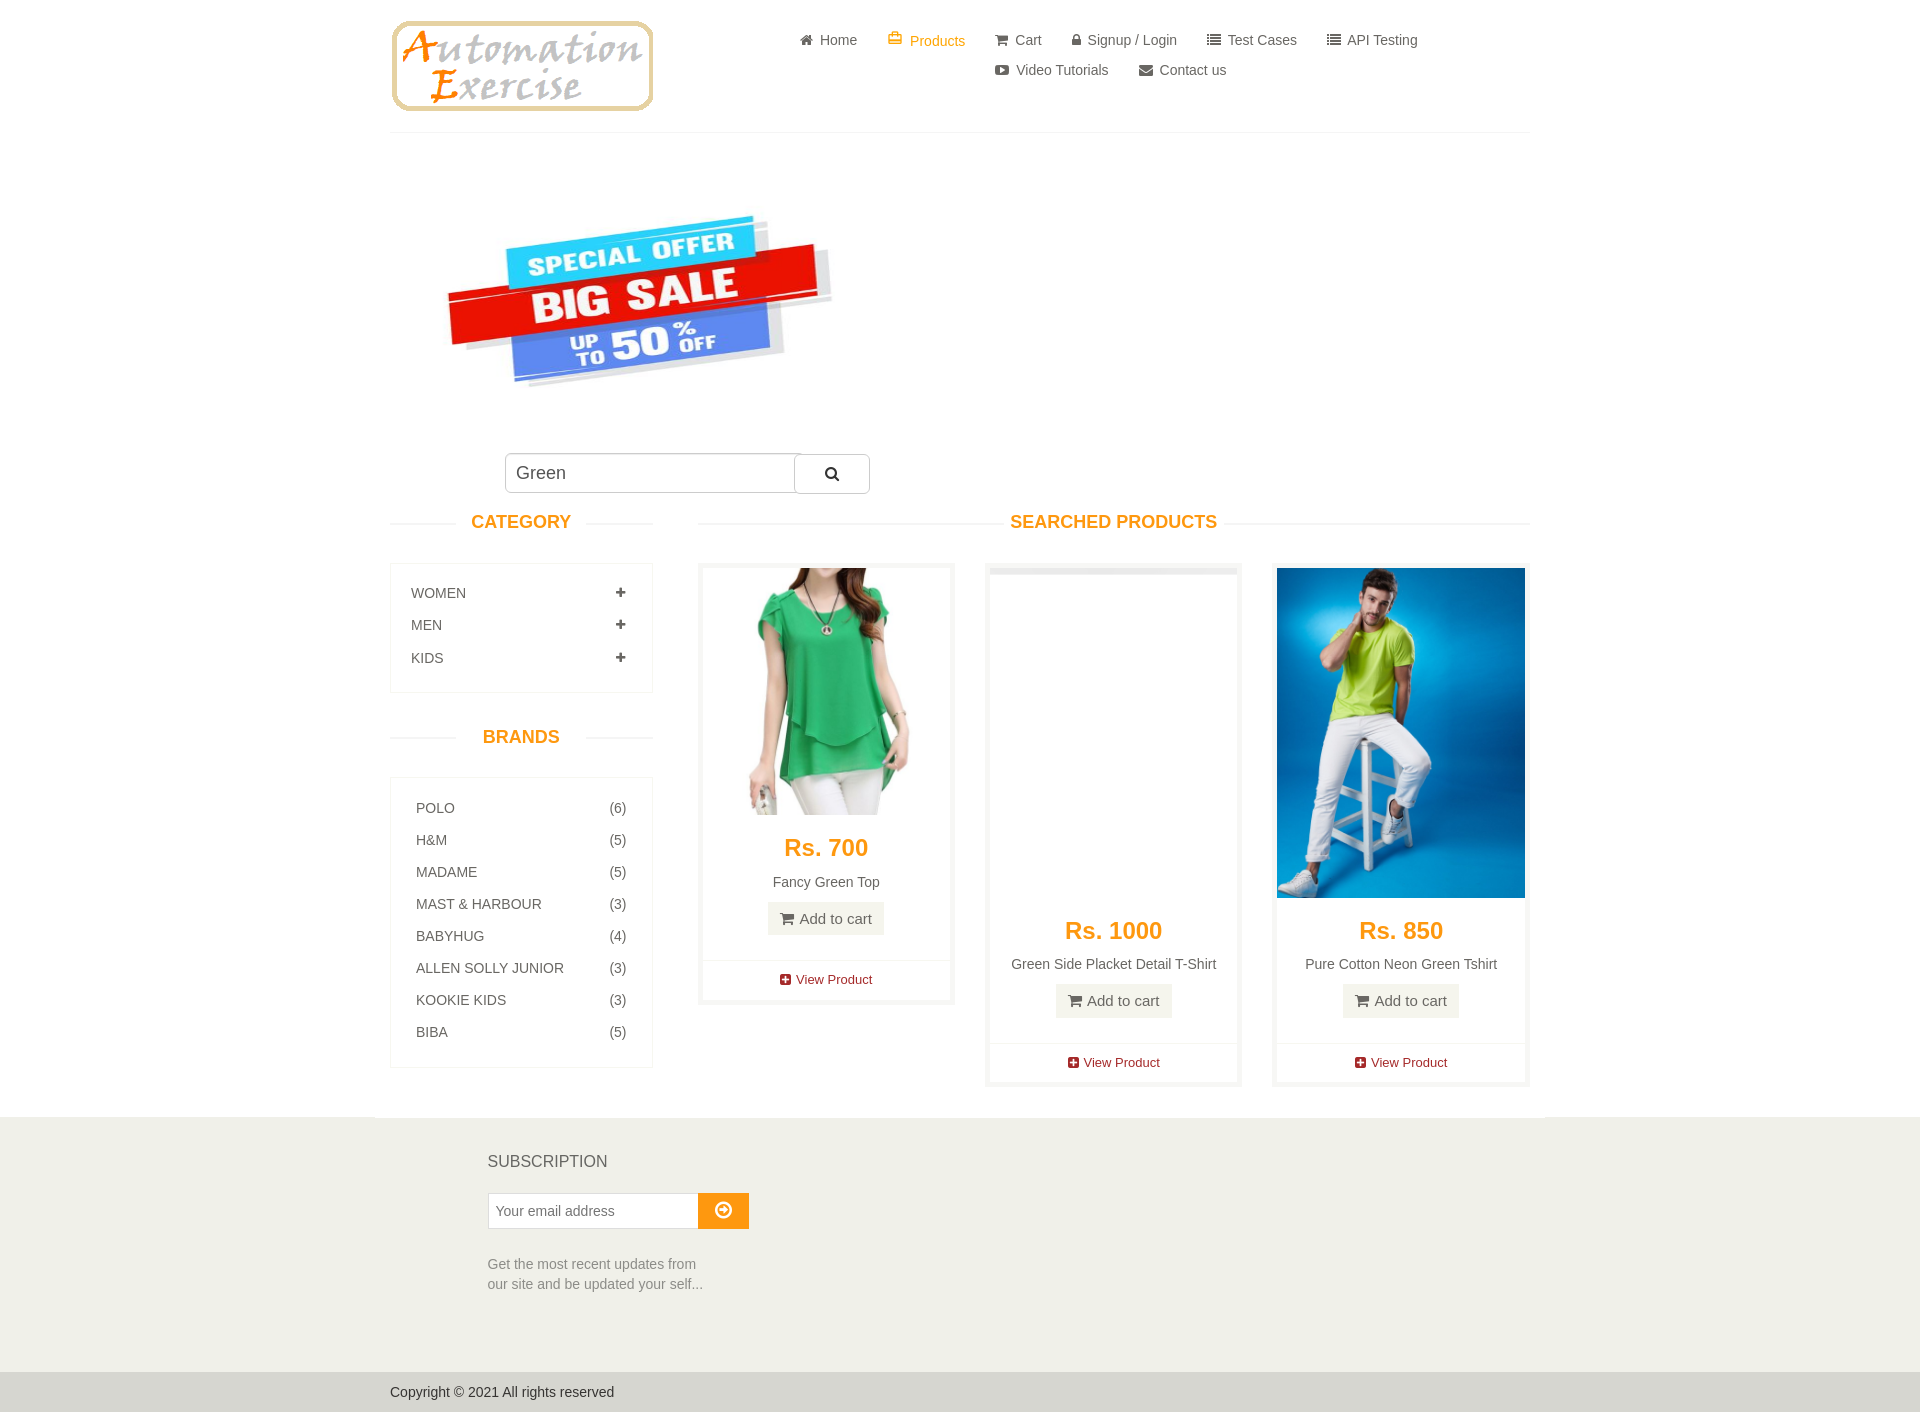 Automation
Exercise
Home
Products
Cart
Signup / Login
Test Cases
API Testing
Video Tutorials
Contact us
SPECIAL OFFER
BIG SALE
UP TO 50% OFF
Green
CATEGORY
WOMEN
MEN
KIDS
BRANDS
POLO (6)
H&M (5)
MADAME (5)
MAST & HARBOUR (3)
BABYHUG (4)
ALLEN SOLLY JUNIOR (3)
KOOKIE KIDS (3)
BIBA (5)
SEARCHED PRODUCTS
Rs. 700
Fancy Green Top
Add to cart
View Product
Rs. 1000
Green Side Placket Detail T-Shirt
Add to cart
View Product
Rs. 850
Pure Cotton Neon Green Tshirt
Add to cart
View Product
SUBSCRIPTION
Your email address
Get the most recent updates from
our site and be updated your self...
Copyright © 2021 All rights reserved